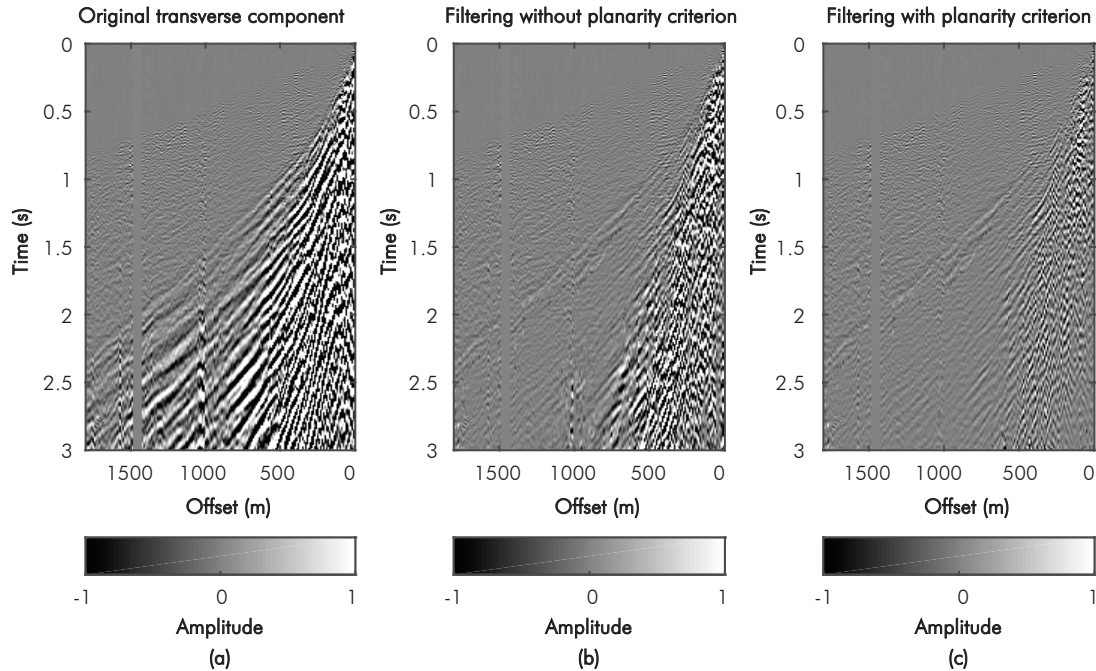 Original transverse component
Filtering without planarity criterion
Filtering with planarity criterion
0
0.5
1
1.5
2
2.5
3
Time (s)
1500 1000 500 0
Offset (m)
-1 0 1
Amplitude
(a)
0
0.5
1
1.5
2
2.5
3
Time (s)
1500 1000 500 0
Offset (m)
-1 0 1
Amplitude
(b)
0
0.5
1
1.5
2
2.5
3
Time (s)
1500 1000 500 0
Offset (m)
-1 0 1
Amplitude
(c)